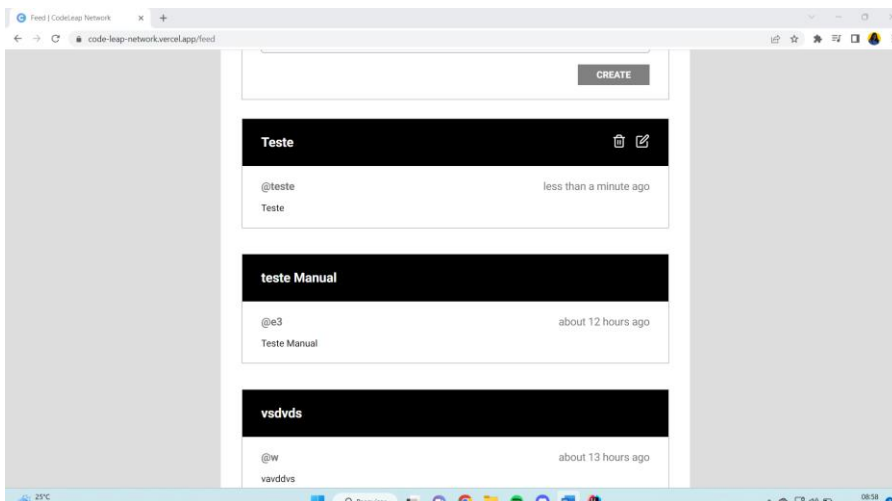 Feed | CodeLeap Network
code-leap-network.vercel.app/feed
CREATE
Teste
@teste less than a minute ago
Teste
teste Manual
@e3 about 12 hours ago
Teste Manual
vsdvds
@w about 13 hours ago
vavddvs
25°C
08:58